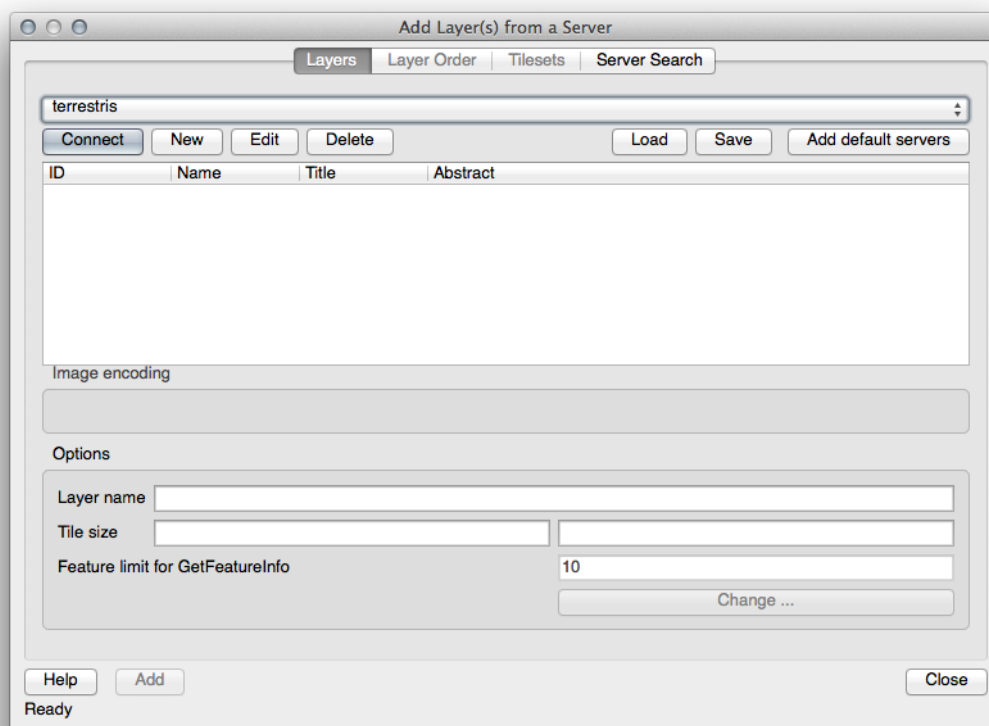 Add Layer(s) from a Server
Layers Layer Order Tilesets Server Search
terrestris
Connect New Edit Delete Load Save Add default servers
ID Name Title Abstract
Image encoding
Options
Layer name
Tile size
Feature limit for GetFeatureInfo 10
Change ...
Help Add Close
Ready